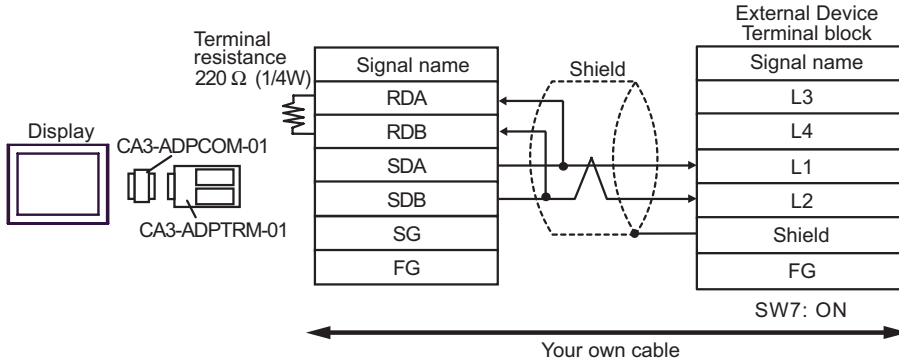 External Device
Terminal block
Terminal
resistance
220 Ω (1/4W)
Signal name
Shield
Signal name
RDA
L3
RDB
L4
Display
CA3-ADPCOM-01
SDA
L1
SDB
L2
CA3-ADPTRM-01
SG
Shield
FG
FG
SW7: ON
Your own cable